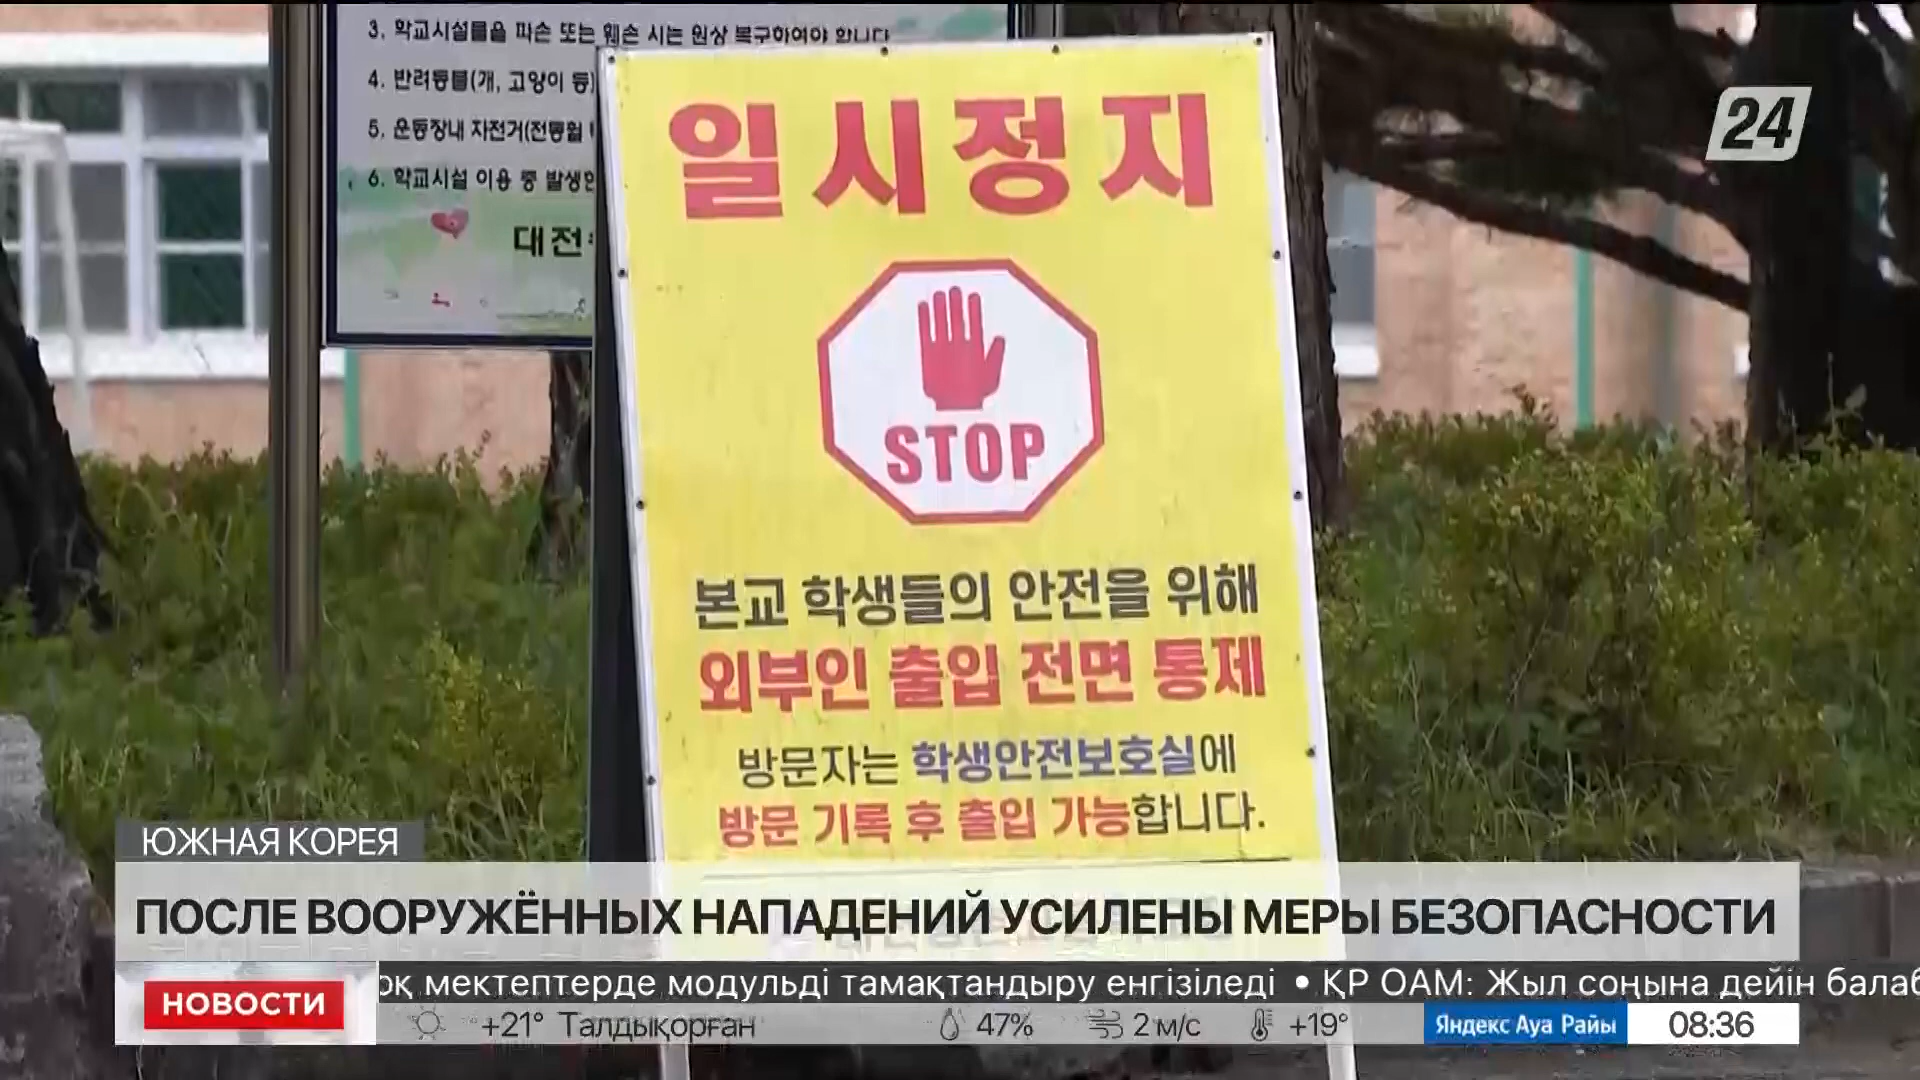 3. 학교시설물을 파손 또는 훼손 시는 원상 복구하여야 합니다
4. 반려동물(개, 고양이 등)
5. 운동장내 자전거(전동휠
6. 학교시설 이용 중 발생한
대전
일시정지
24
STOP
본교 학생들의 안전을 위해
외부인 출입 전면 통제
방문자는 학생안전보호실에
방문 기록 후 출입 가능합니다.
ЮЖНАЯ КОРЕЯ
ПОСЛЕ ВООРУЖЁННЫХ НАПАДЕНИЙ УСИЛЕНЫ МЕРЫ БЕЗОПАСНОСТИ
НОВОСТИ
оқ мектептерде модульді тамақтандыру енгізіледі • ҚР ОАМ: Жыл соңына дейін балаб
+21° Талдықорған 47% 2 м/с +19° Яндекс Ауа Райы 08:36